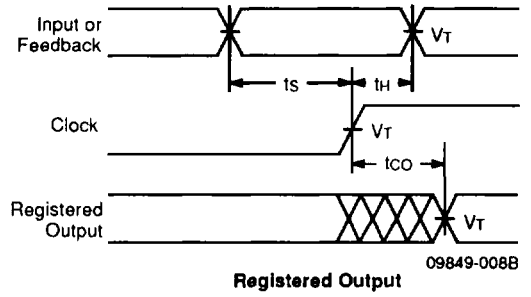 Input or
Feedback
VT
tS
tH
Clock
VT
tCO
Registered
Output
VT
09849-008B
Registered Output